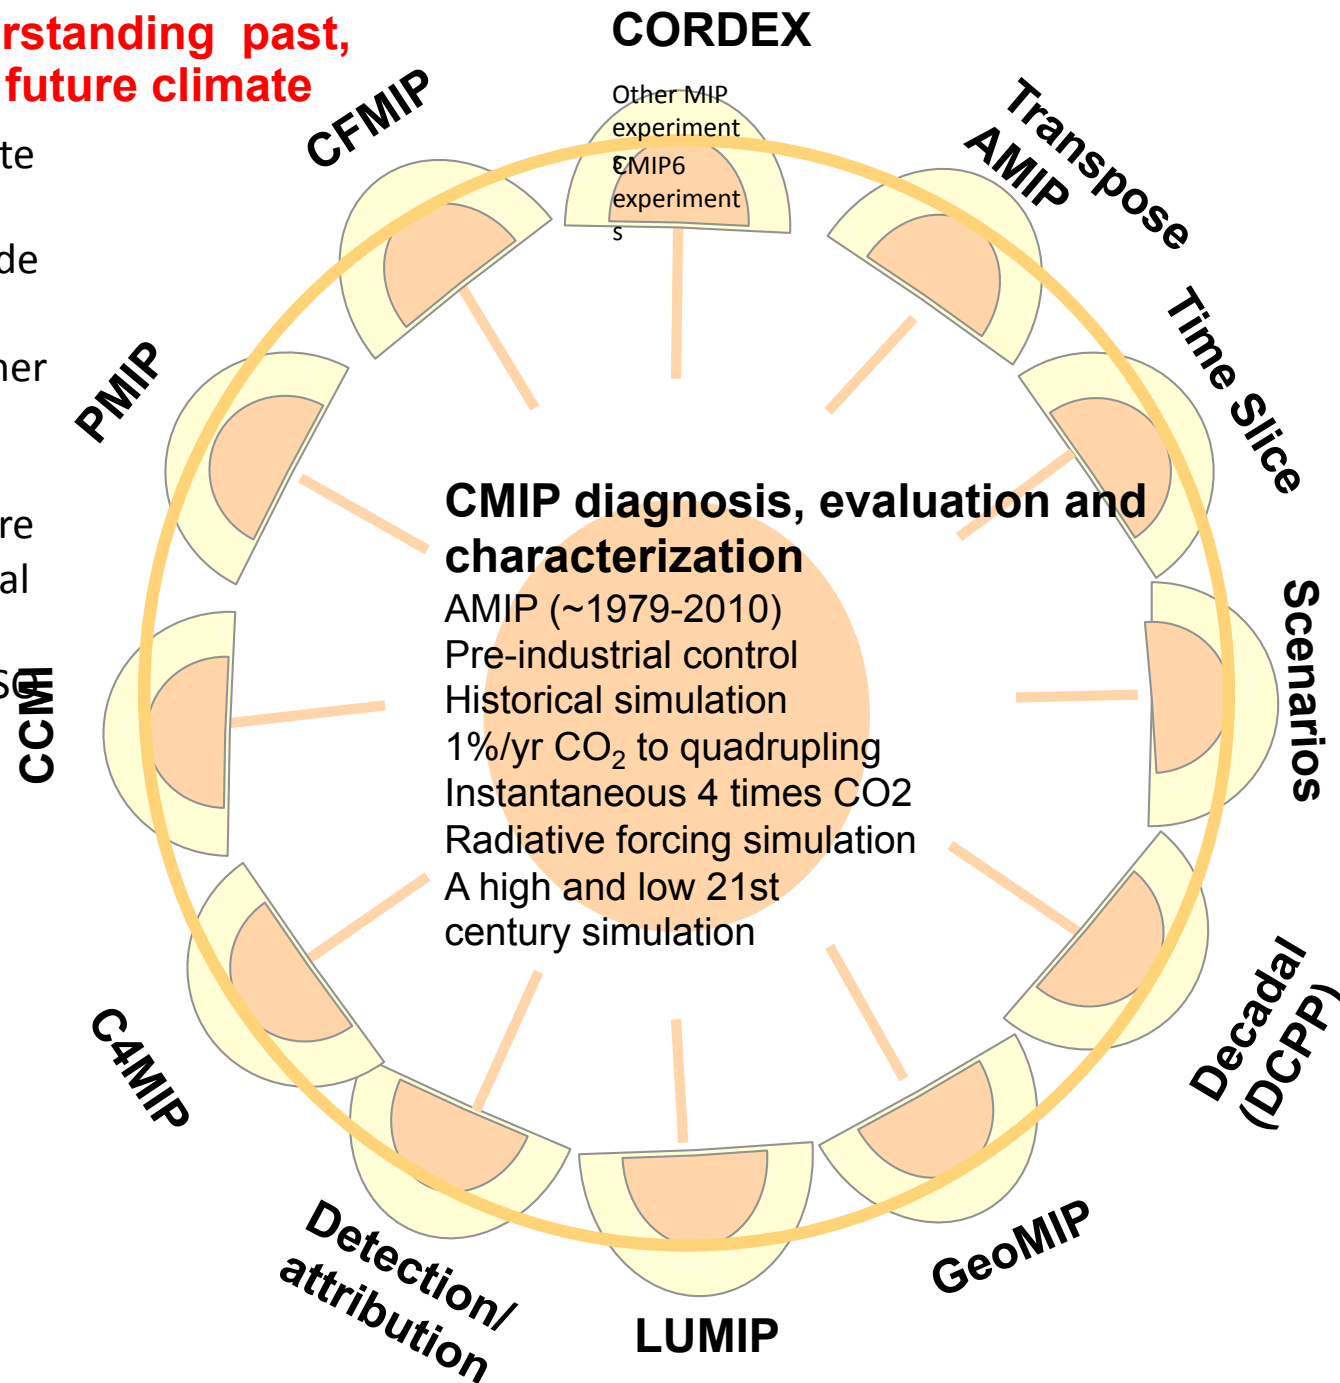 rstanding past,
future climate
te
de
ner
re
al
so
CORDEX
Other MIP
experiment
s
CMIP6
experiment
s
Transpose
AMIP
Time Slice
Scenarios
Decadal
(DCPP)
GeoMIP
LUMIP
Detection/
attribution
C4MIP
CCMI
PMIP
CFMIP
CMIP diagnosis, evaluation and
characterization
AMIP (~1979-2010)
Pre-industrial control
Historical simulation
1%/yr CO₂ to quadrupling
Instantaneous 4 times CO2
Radiative forcing simulation
A high and low 21st
century simulation